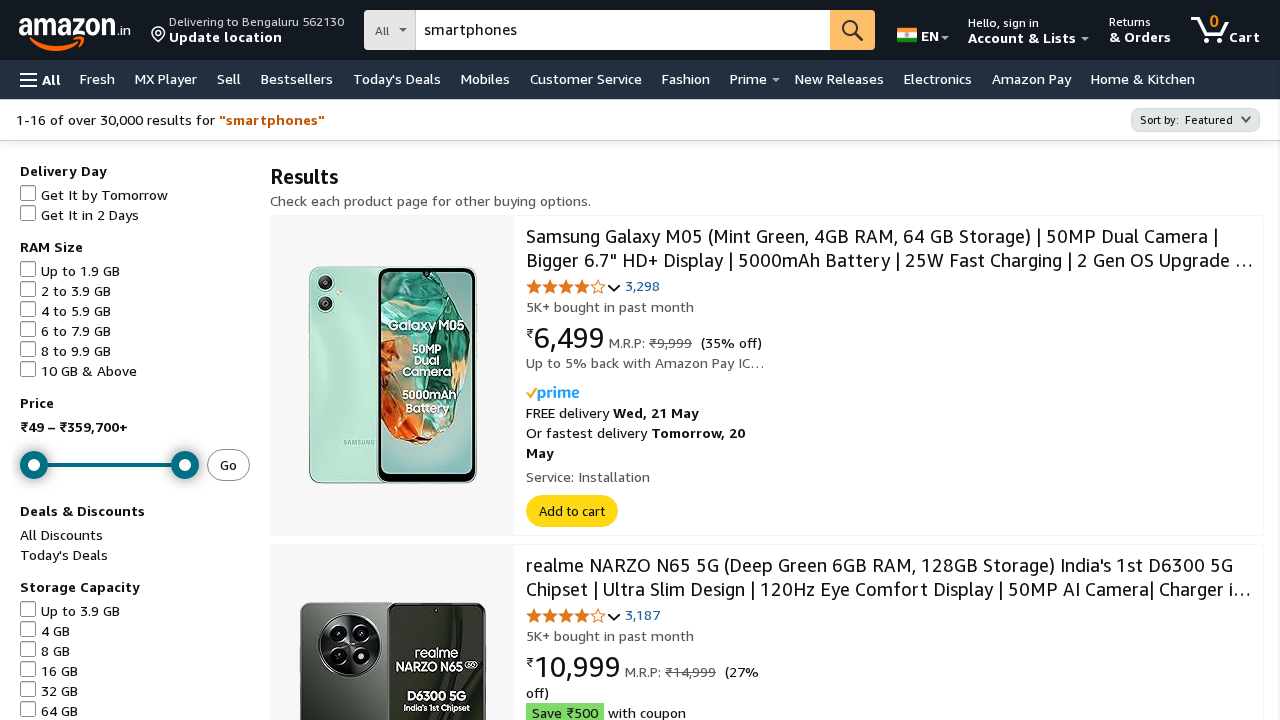 amazon.in
Delivering to Bengaluru 562130
Update location
All
smartphones
EN
Hello, sign in
Account & Lists
Returns
& Orders
0
Cart
All
Fresh
MX Player
Sell
Bestsellers
Today's Deals
Mobiles
Customer Service
Fashion
Prime
New Releases
Electronics
Amazon Pay
Home & Kitchen
1-16 of over 30,000 results for "smartphones"
Sort by: Featured
Delivery Day
Get It by Tomorrow
Get It in 2 Days
RAM Size
Up to 1.9 GB
2 to 3.9 GB
4 to 5.9 GB
6 to 7.9 GB
8 to 9.9 GB
10 GB & Above
Price
₹49 – ₹359,700+
Go
Deals & Discounts
All Discounts
Today's Deals
Storage Capacity
Up to 3.9 GB
4 GB
8 GB
16 GB
32 GB
64 GB
Results
Check each product page for other buying options.
Galaxy M05
50MP
Dual
Camera
5000mAh
Battery
SAMSUNG
Samsung Galaxy M05 (Mint Green, 4GB RAM, 64 GB Storage) | 50MP Dual Camera |
Bigger 6.7" HD+ Display | 5000mAh Battery | 25W Fast Charging | 2 Gen OS Upgrade …
3,298
5K+ bought in past month
₹6,499 M.R.P: ₹9,999 (35% off)
Up to 5% back with Amazon Pay IC…
prime
FREE delivery Wed, 21 May
Or fastest delivery Tomorrow, 20
May
Service: Installation
Add to cart
realme
NARZO N65 5G
D6300 5G
India's 1st Chipset
realme NARZO N65 5G (Deep Green 6GB RAM, 128GB Storage) India's 1st D6300 5G
Chipset | Ultra Slim Design | 120Hz Eye Comfort Display | 50MP AI Camera| Charger i…
3,187
5K+ bought in past month
₹10,999 M.R.P: ₹14,999 (27%
off)
Save ₹500 with coupon